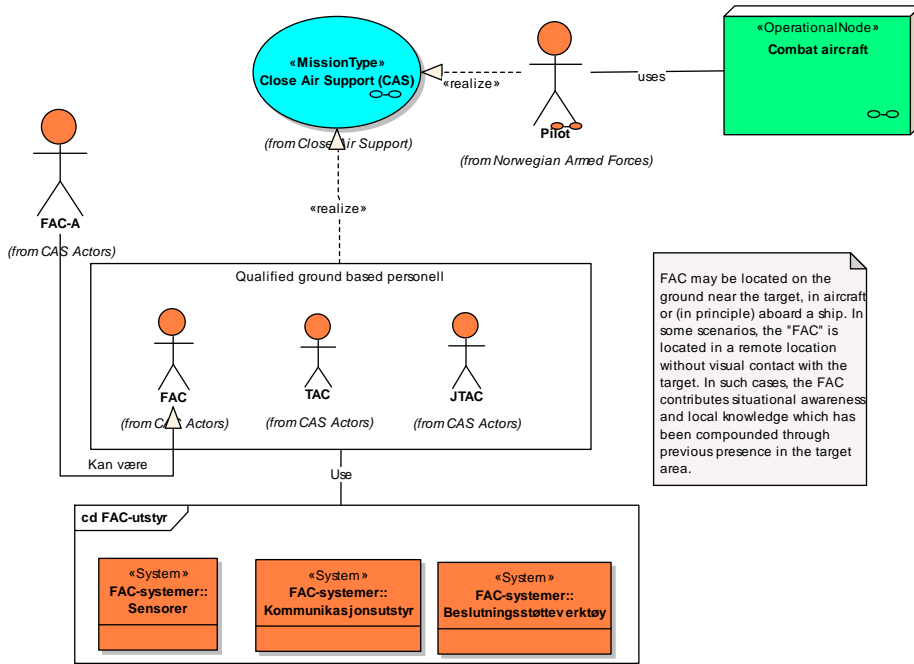 «MissionType»
Close Air Support (CAS)
(from Close Air Support)
«realize»
Pilot
(from Norwegian Armed Forces)
uses
«OperationalNode»
Combat aircraft
FAC-A
(from CAS Actors)
«realize»
Qualified ground based personell
FAC
(from CAS Actors)
TAC
(from CAS Actors)
JTAC
(from CAS Actors)
Kan være
Use
FAC may be located on the
ground near the target, in aircraft
or (in principle) aboard a ship. In
some scenarios, the "FAC" is
located in a remote location
without visual contact with the
target. In such cases, the FAC
contributes situational awareness
and local knowledge which has
been compounded through
previous presence in the target
area.
cd FAC-utstyr
«System»
FAC-systemer::
Sensorer
«System»
FAC-systemer::
Kommunikasjonsutstyr
«System»
FAC-systemer::
Beslutningsstøtteverktøy